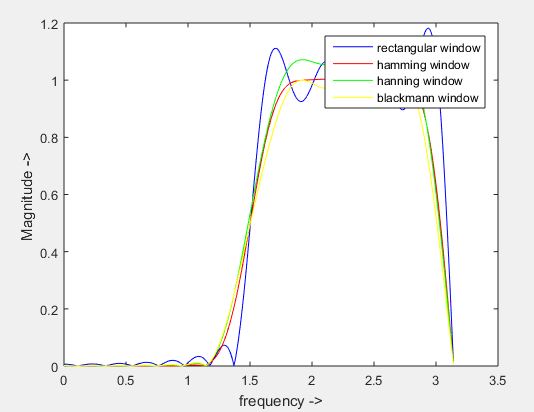 1.2
rectangular window
hamming window
hanning window
blackmann window
1
0.8
0.6
0.4
0.2
0
Magnitude ->
0 0.5 1 1.5 2 2.5 3 3.5
frequency ->